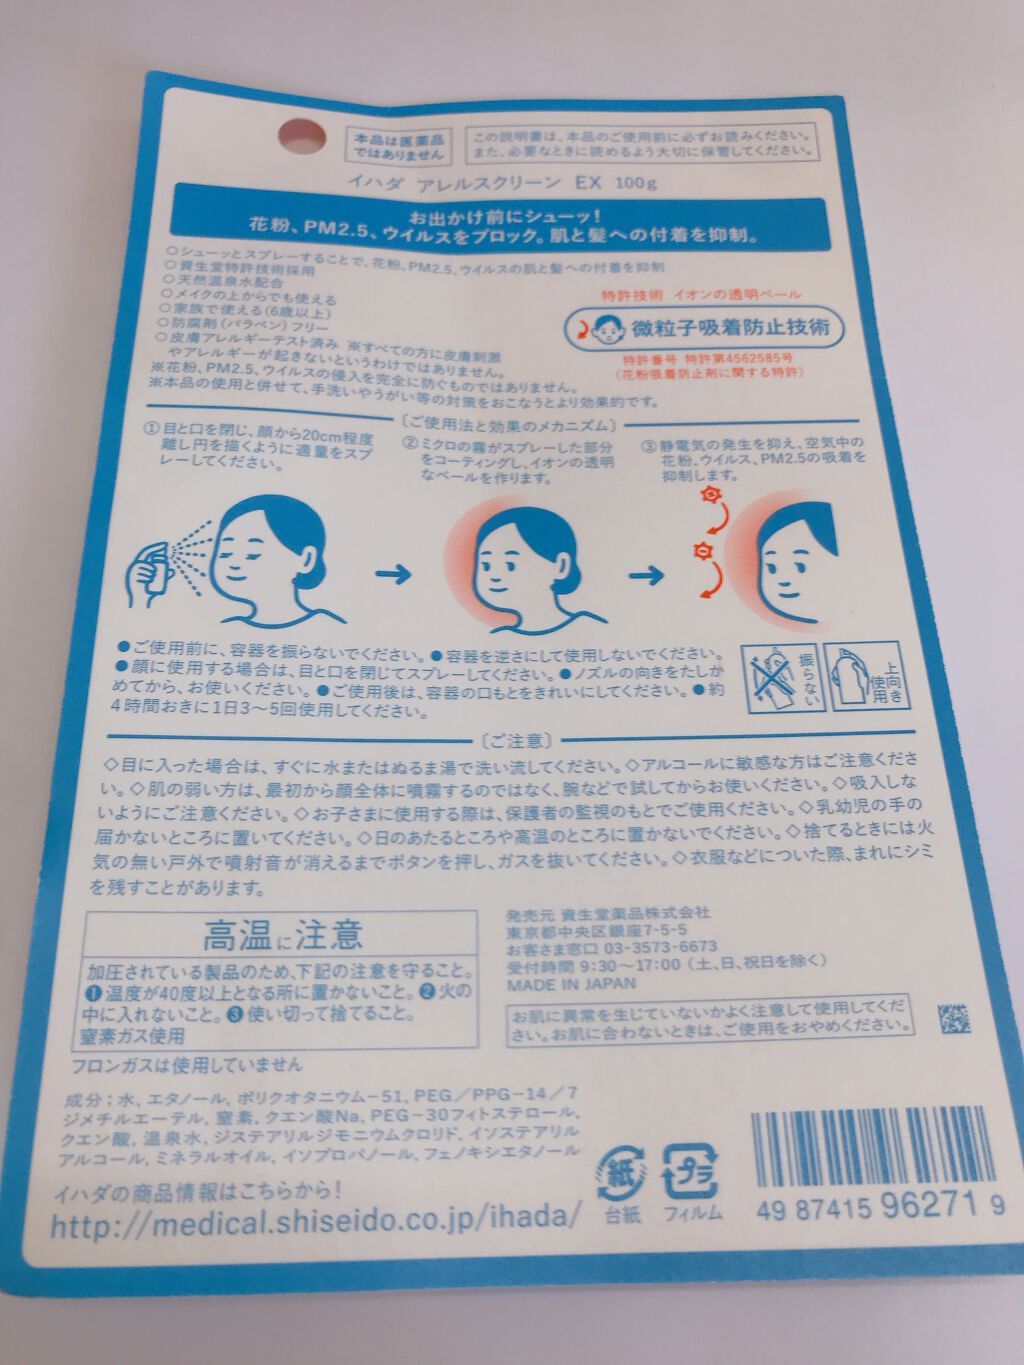 本品は医薬品
ではありません
この説明書は、本品のご使用前に必ずお読みください。
また、必要なときに読めるよう大切に保管してください。
イハダ アレルスクリーン EX 100g
お出かけ前にシューッ!
花粉、PM2.5、ウイルスをブロック。肌と髪への付着を抑制。
○シューッとスプレーすることで、花粉、PM2.5、ウイルスの肌と髪への付着を抑制
○資生堂特許技術採用
○天然温泉水配合
○メイクの上からでも使える
○家族で使える(6歳以上)
○防腐剤(パラベン)フリー
○皮膚アレルギーテスト済み ※すべての方に皮膚刺激
やアレルギーが起きないというわけではありません。
※花粉、PM2.5、ウイルスの侵入を完全に防ぐものではありません。
※本品の使用と併せて、手洗いやうがい等の対策をおこなうとより効果的です。
特許技術 イオンの透明ベール
微粒子吸着防止技術
特許番号 特許第4562585号
(花粉吸着防止剤に関する特許)
〔ご使用法と効果のメカニズム〕
①目と口を閉じ、顔から20cm程度
離し円を描くように適量をスプ
レーしてください。
②ミクロの霧がスプレーした部分
をコーティングし、イオンの透明
なベールを作ります。
③静電気の発生を抑え、空気中の
花粉、ウイルス、PM2.5の吸着を
抑制します。
●ご使用前に、容器を振らないでください。●容器を逆さにして使用しないでください。
●顔に使用する場合は、目と口を閉じてスプレーしてください。●ノズルの向きをたしか
めてから、お使いください。●ご使用後は、容器の口もとをきれいにしてください。●約
4時間おきに1日3〜5回使用してください。
振らない
上向き
使用
〔ご注意〕
◇目に入った場合は、すぐに水またはぬるま湯で洗い流してください。◇アルコールに敏感な方はご注意くださ
い。◇肌の弱い方は、最初から顔全体に噴霧するのではなく、腕などで試してからお使いください。◇吸入しな
いようにご注意ください。◇お子さまに使用する際は、保護者の監視のもとでご使用ください。◇乳幼児の手の
届かないところに置いてください。◇日のあたるところや高温のところに置かないでください。◇捨てるときには火
気の無い戸外で噴射音が消えるまでボタンを押し、ガスを抜いてください。◇衣服などについた際、まれにシミ
を残すことがあります。
高温に注意
加圧されている製品のため、下記の注意を守ること。
❶温度が40度以上となる所に置かないこと。❷火の
中に入れないこと。❸使い切って捨てること。
窒素ガス使用
フロンガスは使用していません
発売元 資生堂薬品株式会社
東京都中央区銀座7-5-5
お客さま窓口 03-3573-6673
受付時間 9:30〜17:00(土、日、祝日を除く)
MADE IN JAPAN
お肌に異常を生じていないかよく注意して使用してくだ
さい。お肌に合わないときは、ご使用をおやめください。
成分:水, エタノール, ポリクオタニウム-51, PEG/PPG-14/7
ジメチルエーテル, 窒素, クエン酸Na, PEG-30フィトステロール,
クエン酸, 温泉水, ジステアリルジモニウムクロリド, イソステアリル
アルコール, ミネラルオイル, イソプロパノール, フェノキシエタノール
イハダの商品情報はこちらから!
http://medical.shiseido.co.jp/ihada/
紙
台紙
プラ
フィルム
49 87415 96271 9